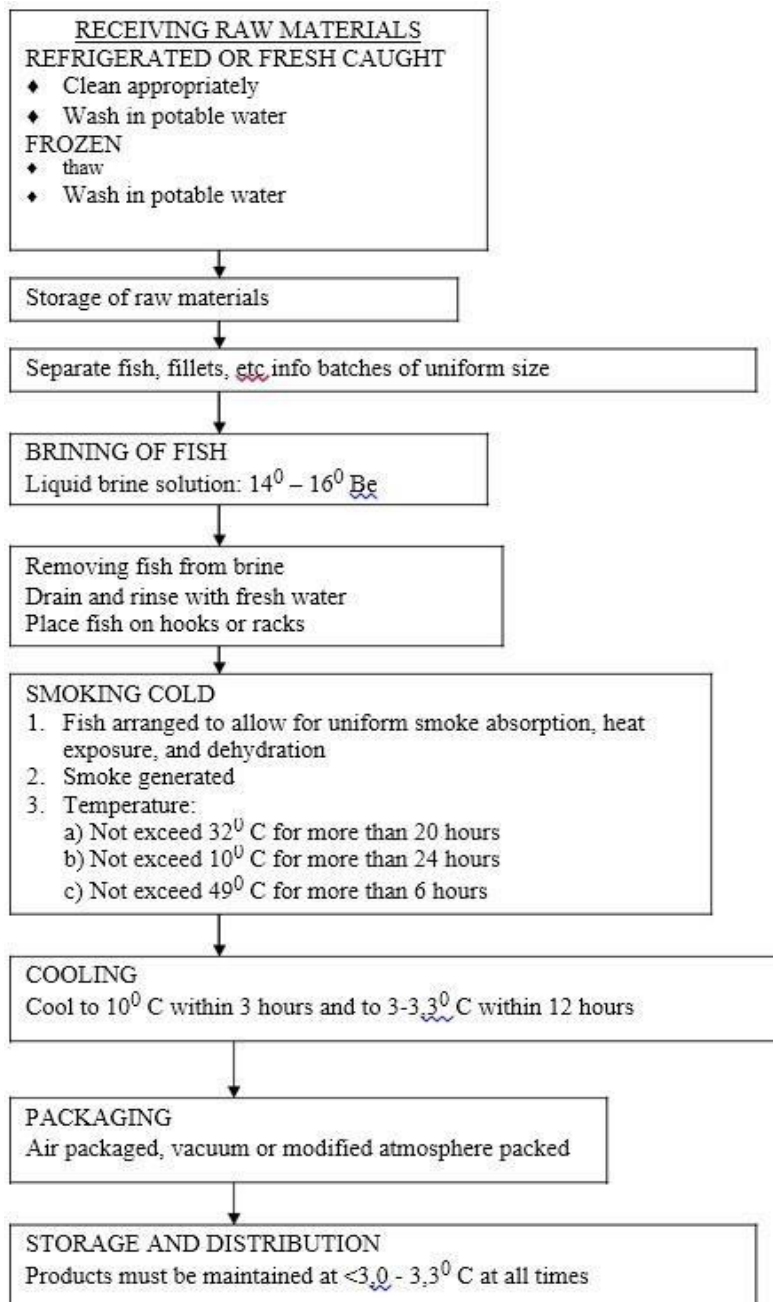 RECEIVING RAW MATERIALS
REFRIGERATED OR FRESH CAUGHT
♦ Clean appropriately
♦ Wash in potable water
FROZEN
♦ thaw
♦ Wash in potable water
Storage of raw materials
Separate fish, fillets, etc info batches of uniform size
BRINING OF FISH
Liquid brine solution: 14⁰ – 16⁰ Be
Removing fish from brine
Drain and rinse with fresh water
Place fish on hooks or racks
SMOKING COLD
1. Fish arranged to allow for uniform smoke absorption, heat
exposure, and dehydration
2. Smoke generated
3. Temperature:
a) Not exceed 32⁰ C for more than 20 hours
b) Not exceed 10⁰ C for more than 24 hours
c) Not exceed 49⁰ C for more than 6 hours
COOLING
Cool to 10⁰ C within 3 hours and to 3-3,3⁰ C within 12 hours
PACKAGING
Air packaged, vacuum or modified atmosphere packed
STORAGE AND DISTRIBUTION
Products must be maintained at <3,0 - 3,3⁰ C at all times